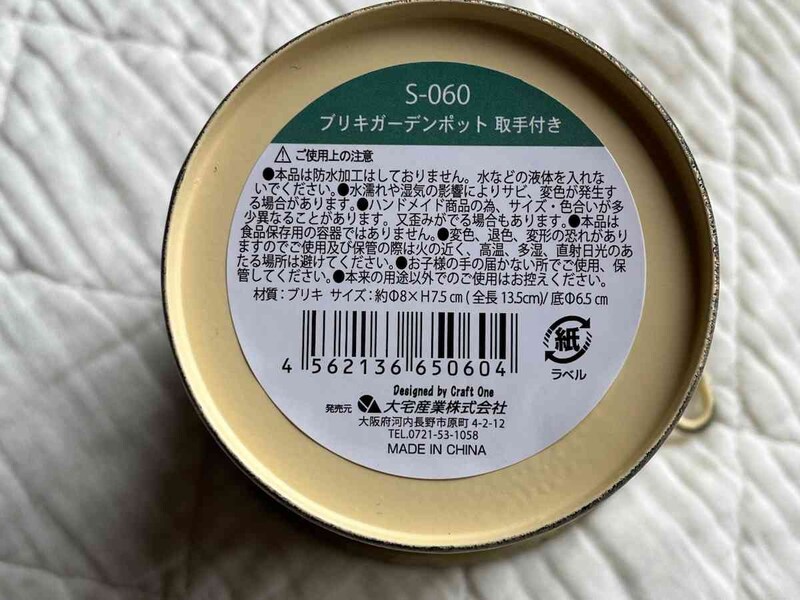 S-060
ブリキガーデンポット 取手付き
ご使用上の注意
●本品は防水加工はしておりません。水などの液体を入れな
いでください。●水濡れや湿気の影響によりサビ、変色が発生す
る場合があります。●ハンドメイド商品の為、サイズ・色合いが多
少異なることがあります。又歪みがでる場合もあります。●本品は
食品保存用の容器ではありません。●変色、退色、変形の恐れがあり
ますのでご使用及び保管の際は火の近く、高温、多湿、直射日光のあ
たる場所は避けてください。●お子様の手の届かない所でご使用、保
管してください。●本来の用途以外でのご使用はお控えください。
材質：ブリキ サイズ：約Φ8×H7.5㎝(全長 13.5cm)/ 底Φ6.5㎝
4 562136 650604
紙
ラベル
Designed by Craft One
発売元 大宅産業株式会社
大阪府河内長野市原町 4-2-12
TEL.0721-53-1058
MADE IN CHINA